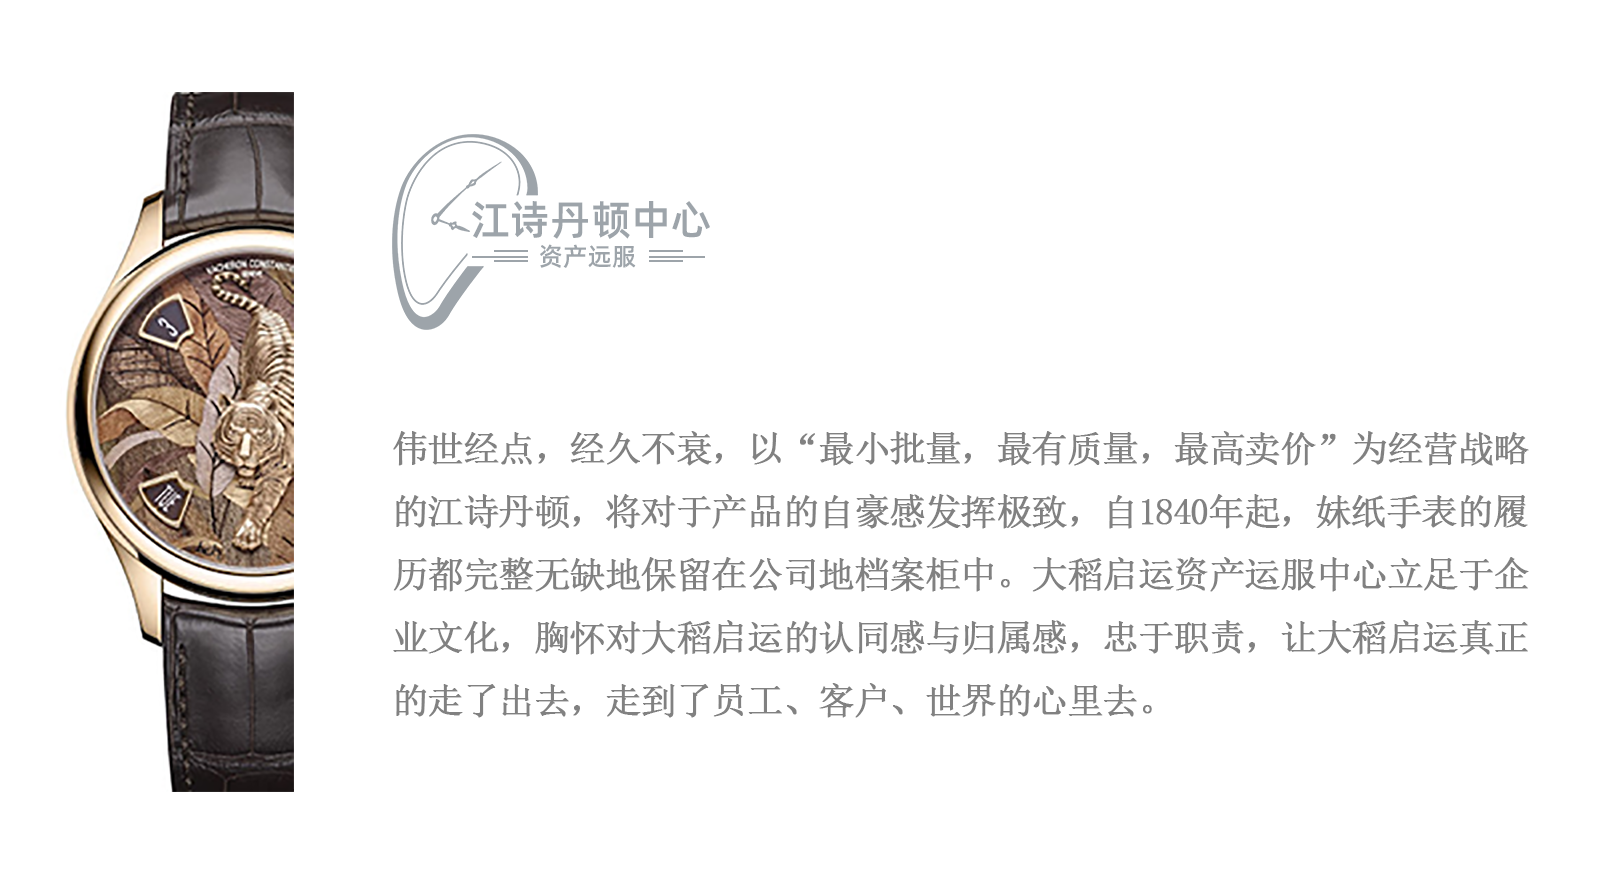 VACHERON CONSTANTIN
3
TUE
江诗丹顿中心
资产远服
伟世经点，经久不衰，以“最小批量，最有质量，最高卖价”为经营战略
的江诗丹顿，将对于产品的自豪感发挥极致，自1840年起，妹纸手表的履
历都完整无缺地保留在公司地档案柜中。大稻启运资产运服中心立足于企
业文化，胸怀对大稻启运的认同感与归属感，忠于职责，让大稻启运真正
的走了出去，走到了员工、客户、世界的心里去。